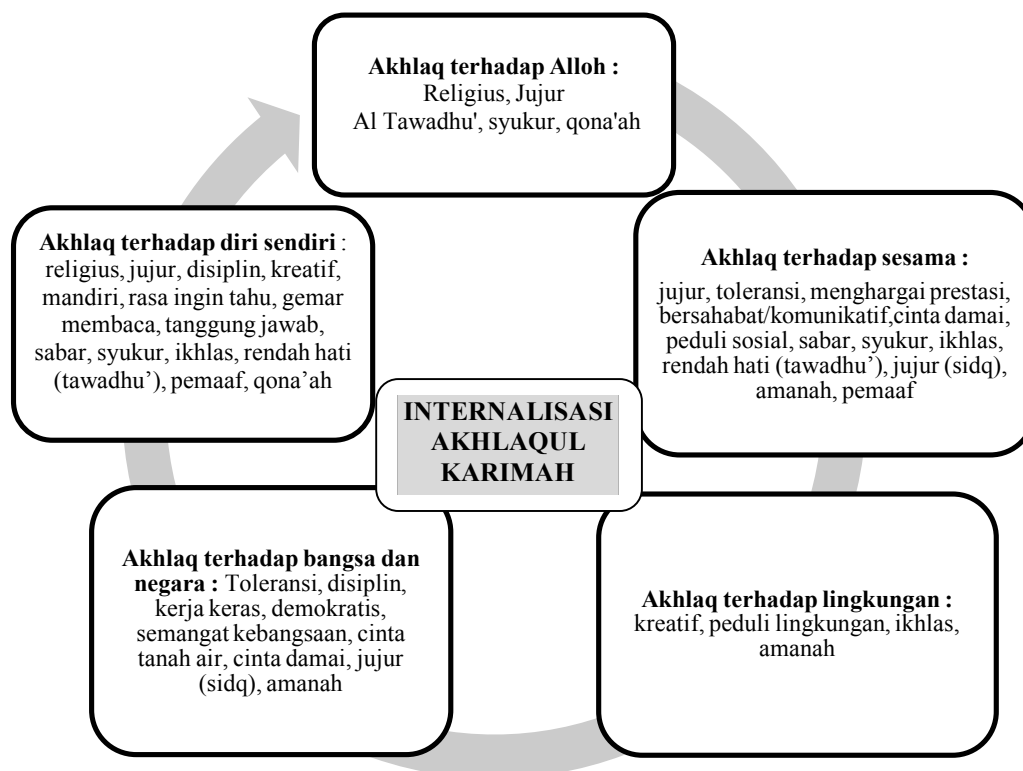 Akhlaq terhadap Alloh :
Religius, Jujur
Al Tawadhu', syukur, qona'ah
Akhlaq terhadap sesama :
jujur, toleransi, menghargai prestasi,
bersahabat/komunikatif,cinta damai,
peduli sosial, sabar, syukur, ikhlas,
rendah hati (tawadhu’), jujur (sidq),
amanah, pemaaf
Akhlaq terhadap lingkungan :
kreatif, peduli lingkungan, ikhlas,
amanah
Akhlaq terhadap bangsa dan
negara : Toleransi, disiplin,
kerja keras, demokratis,
semangat kebangsaan, cinta
tanah air, cinta damai, jujur
(sidq), amanah
Akhlaq terhadap diri sendiri :
religius, jujur, disiplin, kreatif,
mandiri, rasa ingin tahu, gemar
membaca, tanggung jawab,
sabar, syukur, ikhlas, rendah hati
(tawadhu’), pemaaf, qona’ah
INTERNALISASI
AKHLAQUL
KARIMAH